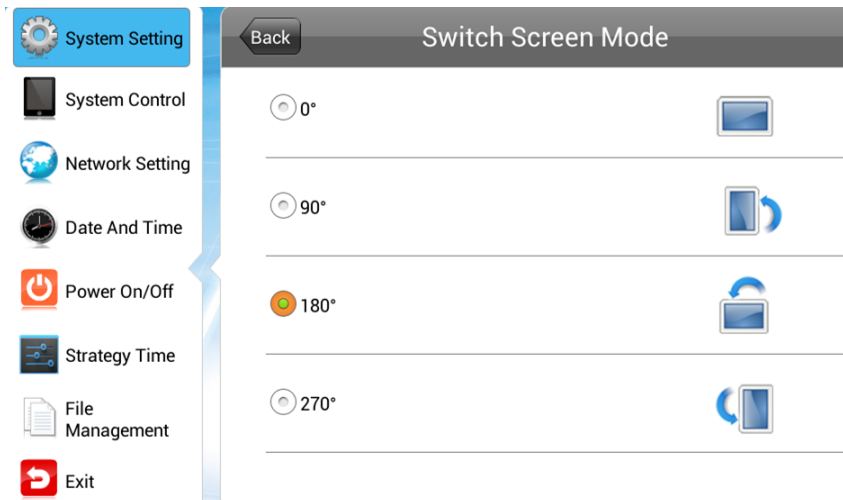 System Setting
System Control
Network Setting
Date And Time
Power On/Off
Strategy Time
File
Management
Exit
Back
Switch Screen Mode
0°
90°
180°
270°